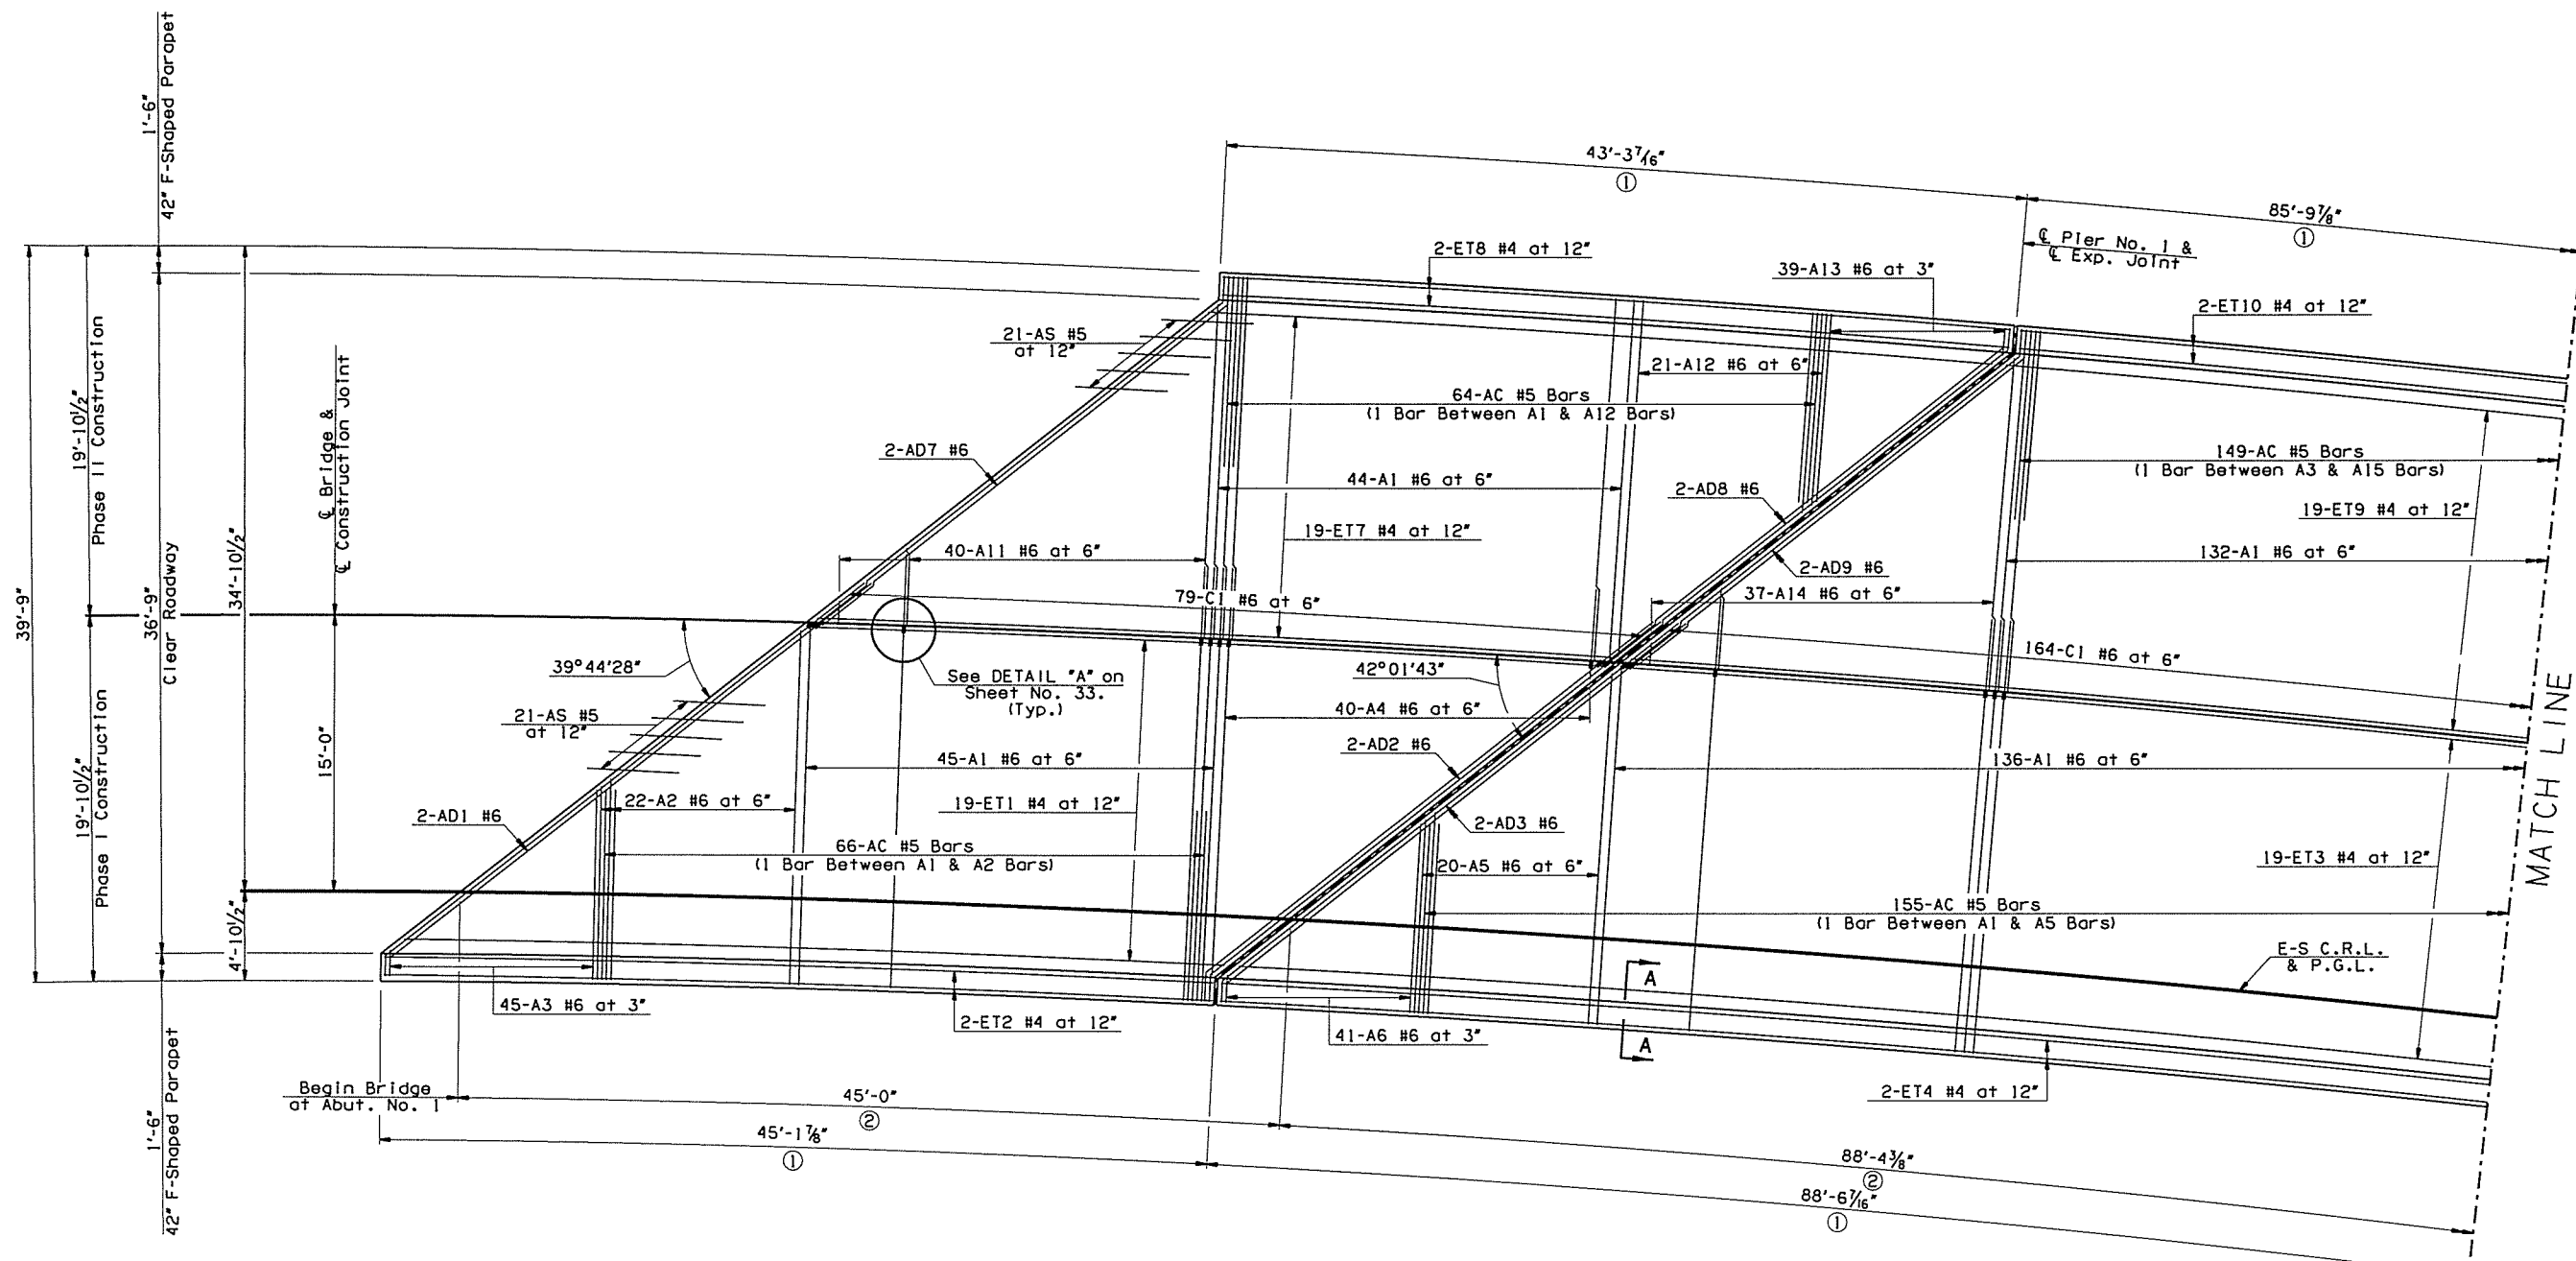 1'-6"
42" F-Shaped Parapet
39'-9"
19'-10½"
Phase II Construction
19'-10½"
Phase I Construction
36'-9"
Clear Roadway
34'-10½"
4'-10½"
15'-0"
℄ Bridge &
℄ Construction Joint
1'-6"
42" F-Shaped Parapet
43'-3⁷⁄₁₆"
①
85'-9⅞"
①
℄ Pier No. 1 &
℄ Exp. Joint
2-ET8 #4 at 12"
39-A13 #6 at 3"
2-ET10 #4 at 12"
21-AS #5
at 12"
21-A12 #6 at 6"
64-AC #5 Bars
(1 Bar Between A1 & A12 Bars)
149-AC #5 Bars
(1 Bar Between A3 & A15 Bars)
2-AD7 #6
44-A1 #6 at 6"
2-AD8 #6
19-ET9 #4 at 12"
19-ET7 #4 at 12"
40-A11 #6 at 6"
132-A1 #6 at 6"
2-AD9 #6
79-C1 #6 at 6"
37-A14 #6 at 6"
39°44'28"
See DETAIL "A" on
Sheet No. 33.
(Typ.)
42°01'43"
164-C1 #6 at 6"
21-AS #5
at 12"
40-A4 #6 at 6"
2-AD2 #6
45-A1 #6 at 6"
136-A1 #6 at 6"
MATCH LINE
22-A2 #6 at 6"
19-ET1 #4 at 12"
2-AD1 #6
2-AD3 #6
66-AC #5 Bars
(1 Bar Between A1 & A2 Bars)
20-A5 #6 at 6"
19-ET3 #4 at 12"
155-AC #5 Bars
(1 Bar Between A1 & A5 Bars)
E-S C.R.L.
& P.G.L.
A
45-A3 #6 at 3"
2-ET2 #4 at 12"
41-A6 #6 at 3"
A
2-ET4 #4 at 12"
Begin Bridge
at Abut. No. 1
45'-0"
②
45'-1⅞"
①
88'-4⅜"
②
88'-6⁷⁄₁₆"
①